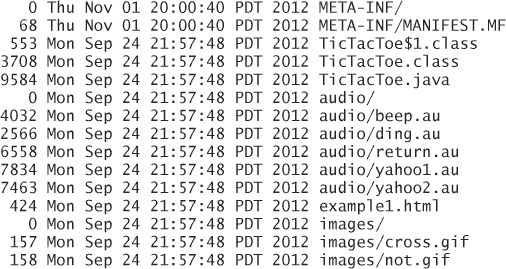 0 Thu Nov 01 20:00:40 PDT 2012 META-INF/
68 Thu Nov 01 20:00:40 PDT 2012 META-INF/MANIFEST.MF
553 Mon Sep 24 21:57:48 PDT 2012 TicTacToe$1.class
3708 Mon Sep 24 21:57:48 PDT 2012 TicTacToe.class
9584 Mon Sep 24 21:57:48 PDT 2012 TicTacToe.java
0 Mon Sep 24 21:57:48 PDT 2012 audio/
4032 Mon Sep 24 21:57:48 PDT 2012 audio/beep.au
2566 Mon Sep 24 21:57:48 PDT 2012 audio/ding.au
6558 Mon Sep 24 21:57:48 PDT 2012 audio/return.au
7834 Mon Sep 24 21:57:48 PDT 2012 audio/yahoo1.au
7463 Mon Sep 24 21:57:48 PDT 2012 audio/yahoo2.au
424 Mon Sep 24 21:57:48 PDT 2012 example1.html
0 Mon Sep 24 21:57:48 PDT 2012 images/
157 Mon Sep 24 21:57:48 PDT 2012 images/cross.gif
158 Mon Sep 24 21:57:48 PDT 2012 images/not.gif